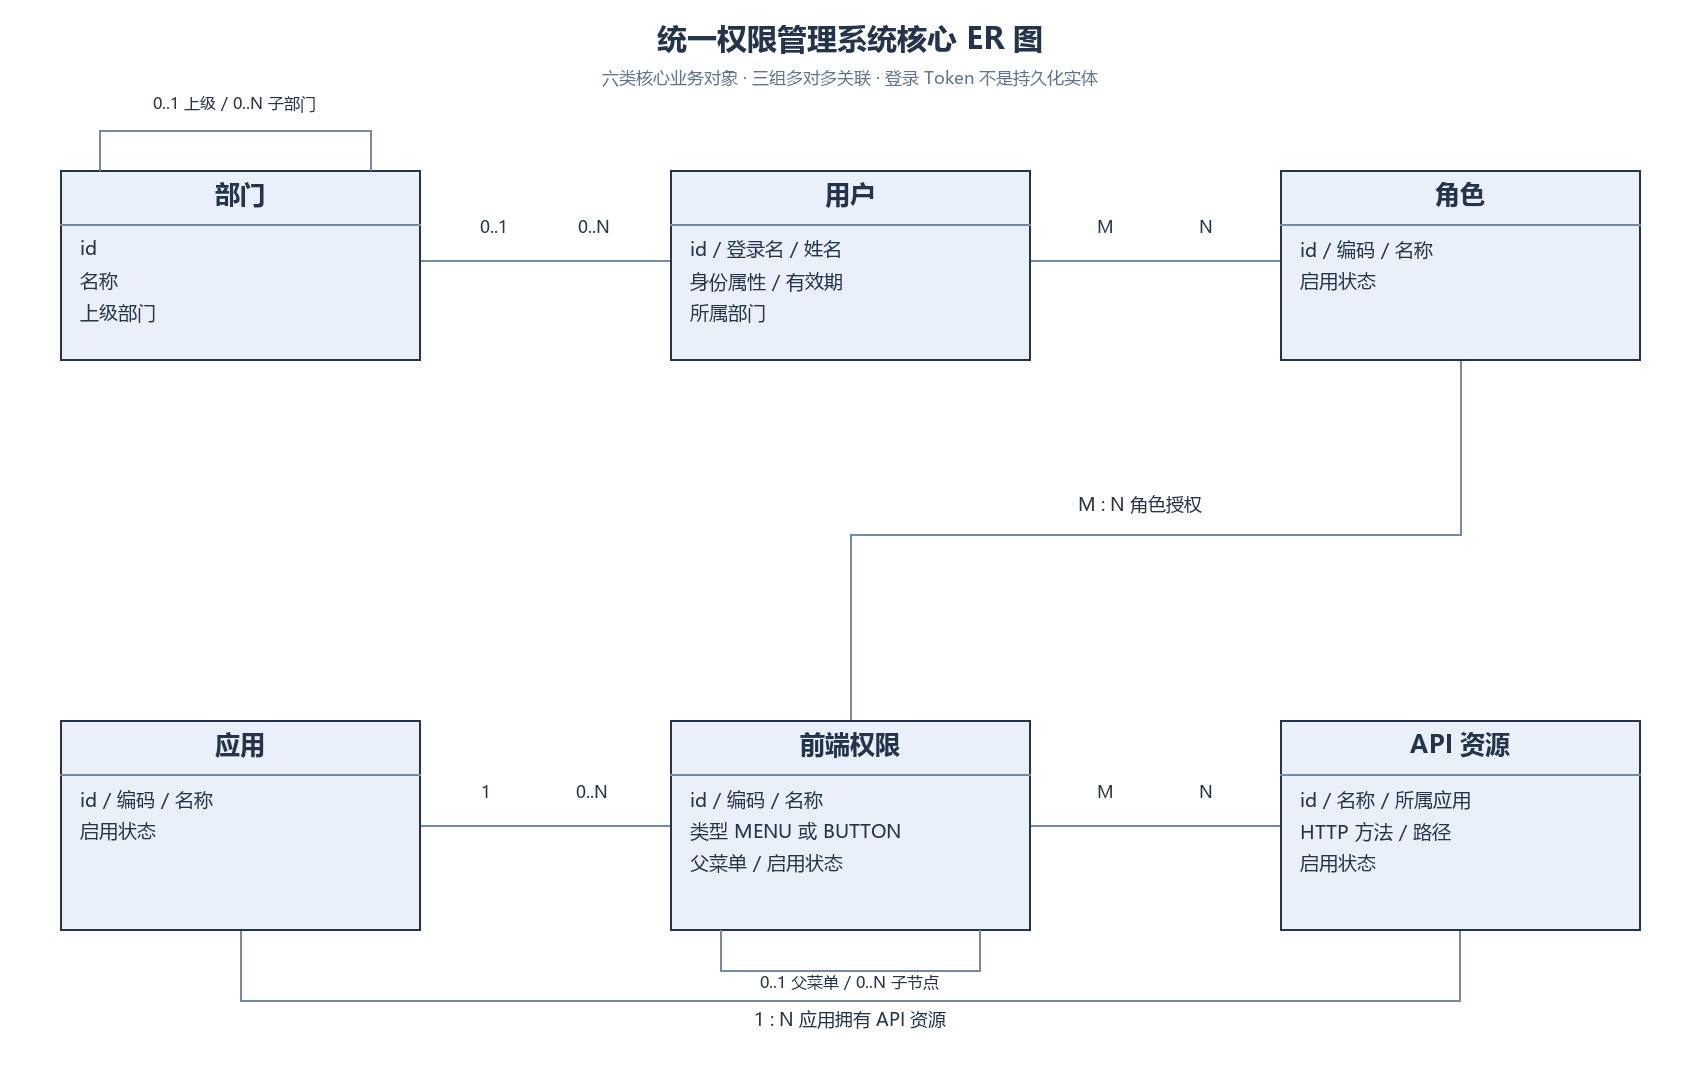 统一权限管理系统核心 ER 图
六类核心业务对象 · 三组多对多关联 · 登录 Token 不是持久化实体
0..1 上级 / 0..N 子部门
部门
id
名称
上级部门
0..1
0..N
用户
id / 登录名 / 姓名
身份属性 / 有效期
所属部门
M
N
角色
id / 编码 / 名称
启用状态
M : N 角色授权
应用
id / 编码 / 名称
启用状态
1
0..N
前端权限
id / 编码 / 名称
类型 MENU 或 BUTTON
父菜单 / 启用状态
M
N
API 资源
id / 名称 / 所属应用
HTTP 方法 / 路径
启用状态
0..1 父菜单 / 0..N 子节点
1 : N 应用拥有 API 资源